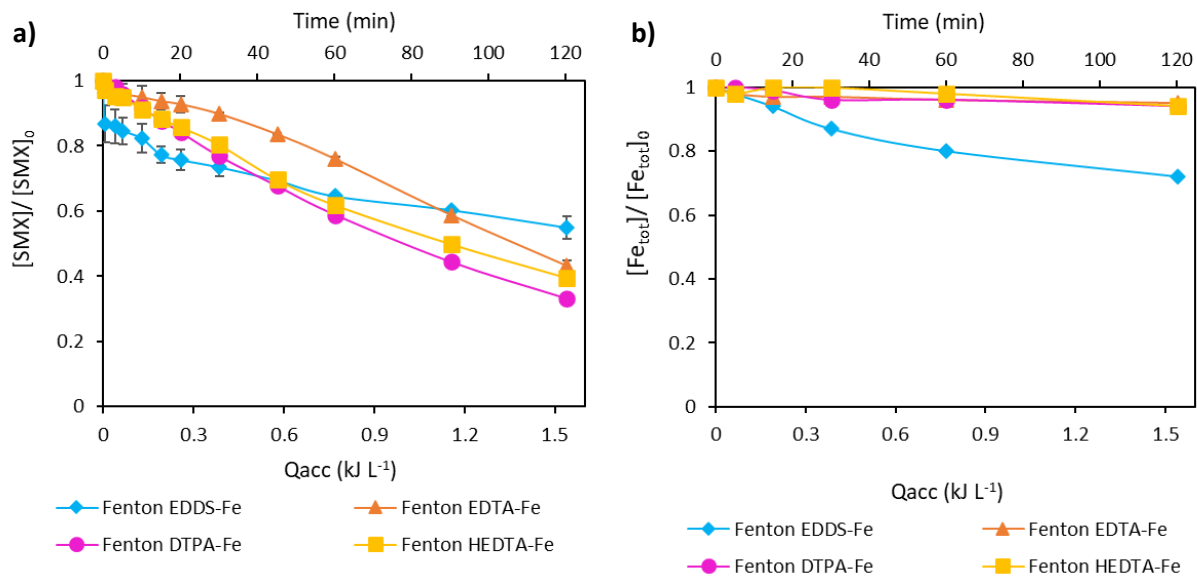 a)
Time (min)
0 20 40 60 80 100 120
[SMX]/ [SMX]₀
1
0.8
0.6
0.4
0.2
0
0 0.3 0.6 0.9 1.2 1.5
Qacc (kJ L⁻¹)
Fenton EDDS-Fe
Fenton EDTA-Fe
Fenton DTPA-Fe
Fenton HEDTA-Fe
b)
Time (min)
0 20 40 60 80 100 120
[Feₜₒₜ]/ [Feₜₒₜ]₀
1
0.8
0.6
0.4
0.2
0
0 0.3 0.6 0.9 1.2 1.5
Qacc (kJ L⁻¹)
Fenton EDDS-Fe
Fenton EDTA-Fe
Fenton DTPA-Fe
Fenton HEDTA-Fe